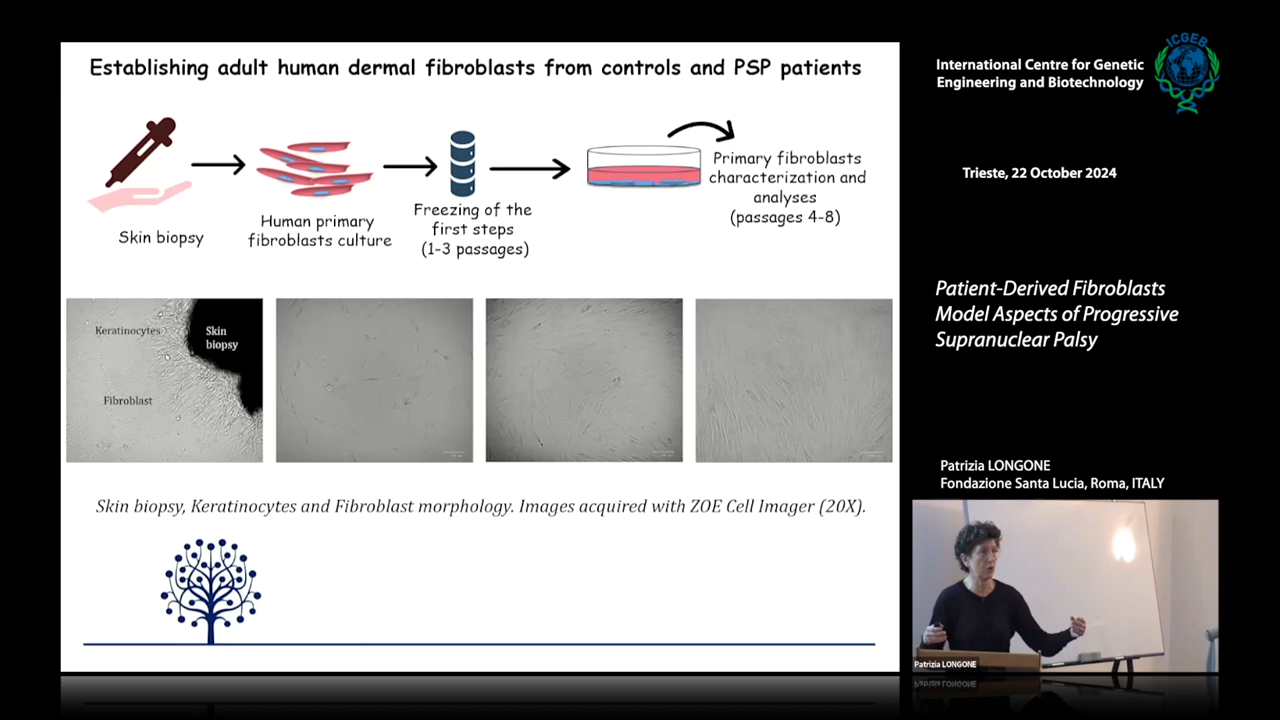 Establishing adult human dermal fibroblasts from controls and PSP patients
Skin biopsy
Human primary
fibroblasts culture
Freezing of the
first steps
(1-3 passages)
Primary fibroblasts
characterization and
analyses
(passages 4-8)
Keratinocytes
Skin
biopsy
Fibroblast
Skin biopsy, Keratinocytes and Fibroblast morphology. Images acquired with ZOE Cell Imager (20X).
International Centre for Genetic
Engineering and Biotechnology
ICGEB
Trieste, 22 October 2024
Patient-Derived Fibroblasts
Model Aspects of Progressive
Supranuclear Palsy
Patrizia LONGONE
Fondazione Santa Lucia, Roma, ITALY
Patrizia LONGONE